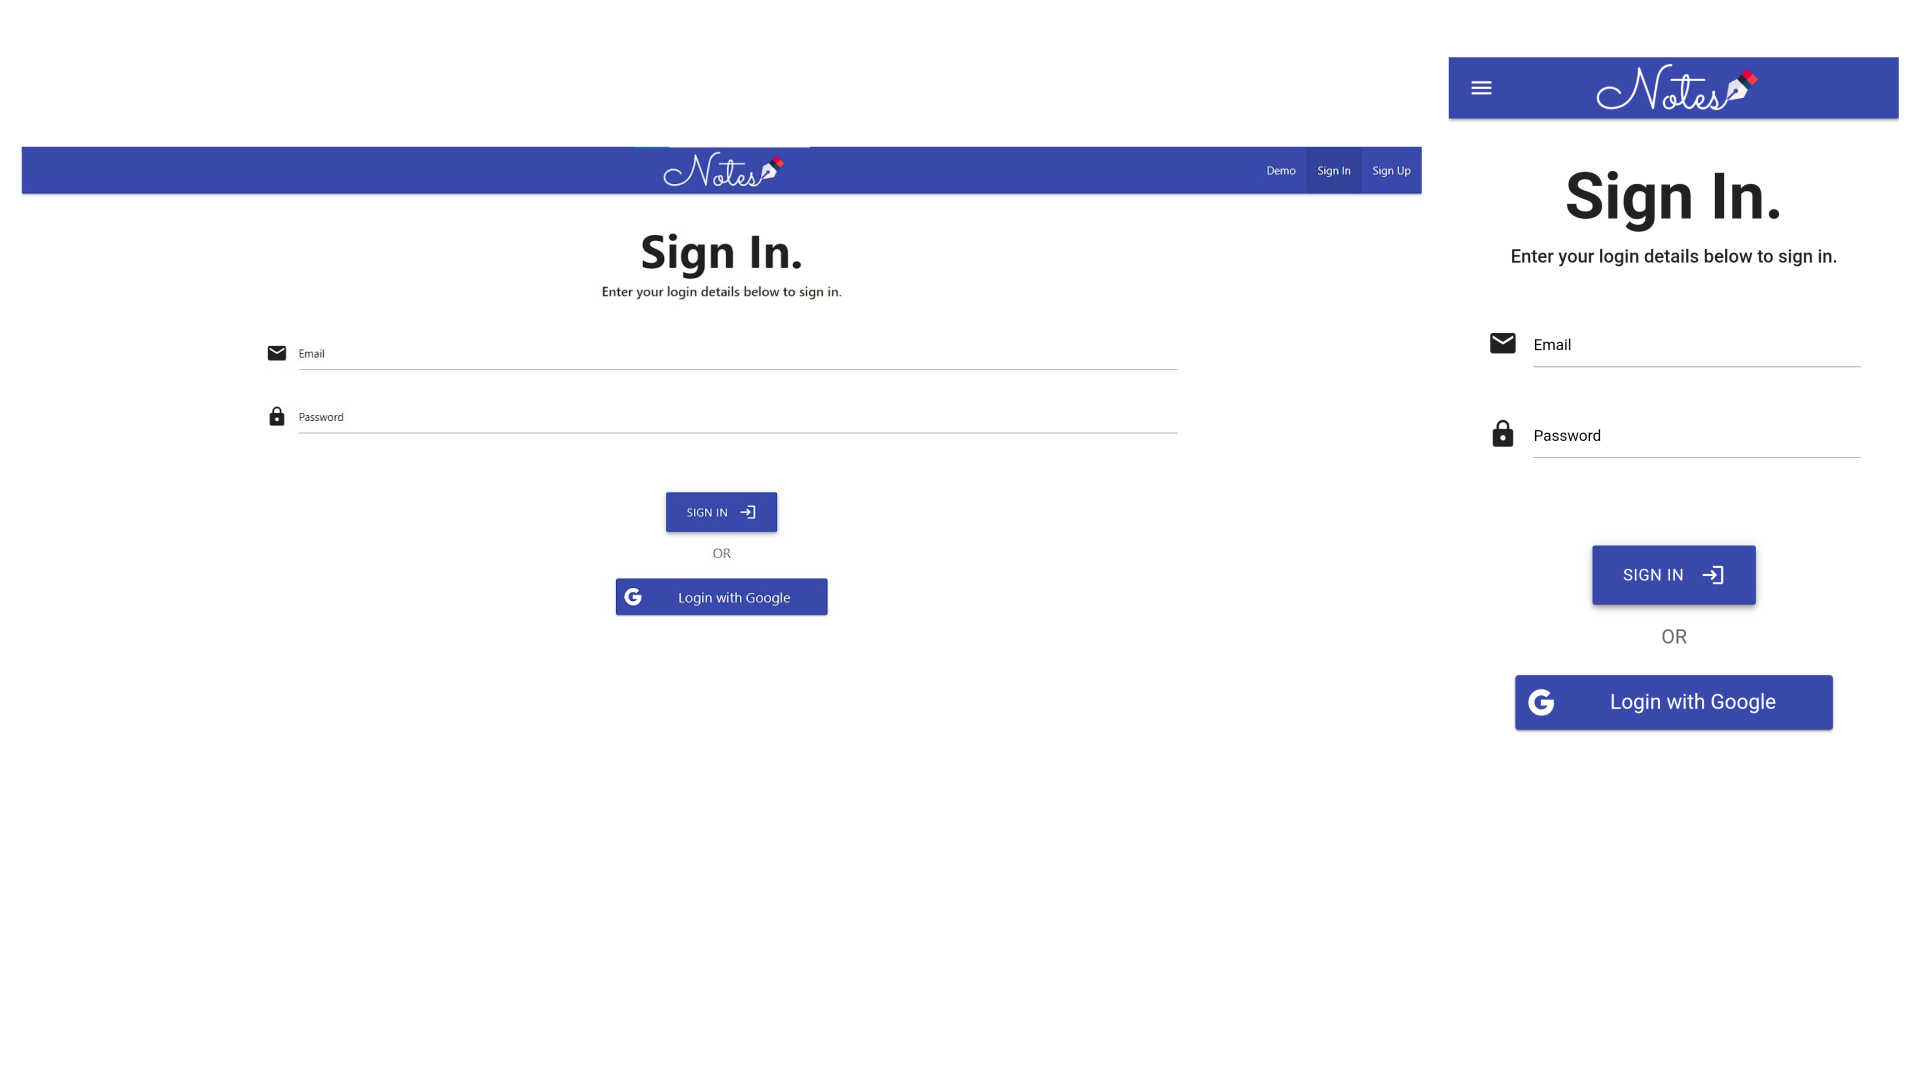 Notes
Demo
Sign In
Sign Up
Sign In.
Enter your login details below to sign in.
Email
Password
SIGN IN
OR
Login with Google
Notes
Sign In.
Enter your login details below to sign in.
Email
Password
SIGN IN
OR
Login with Google